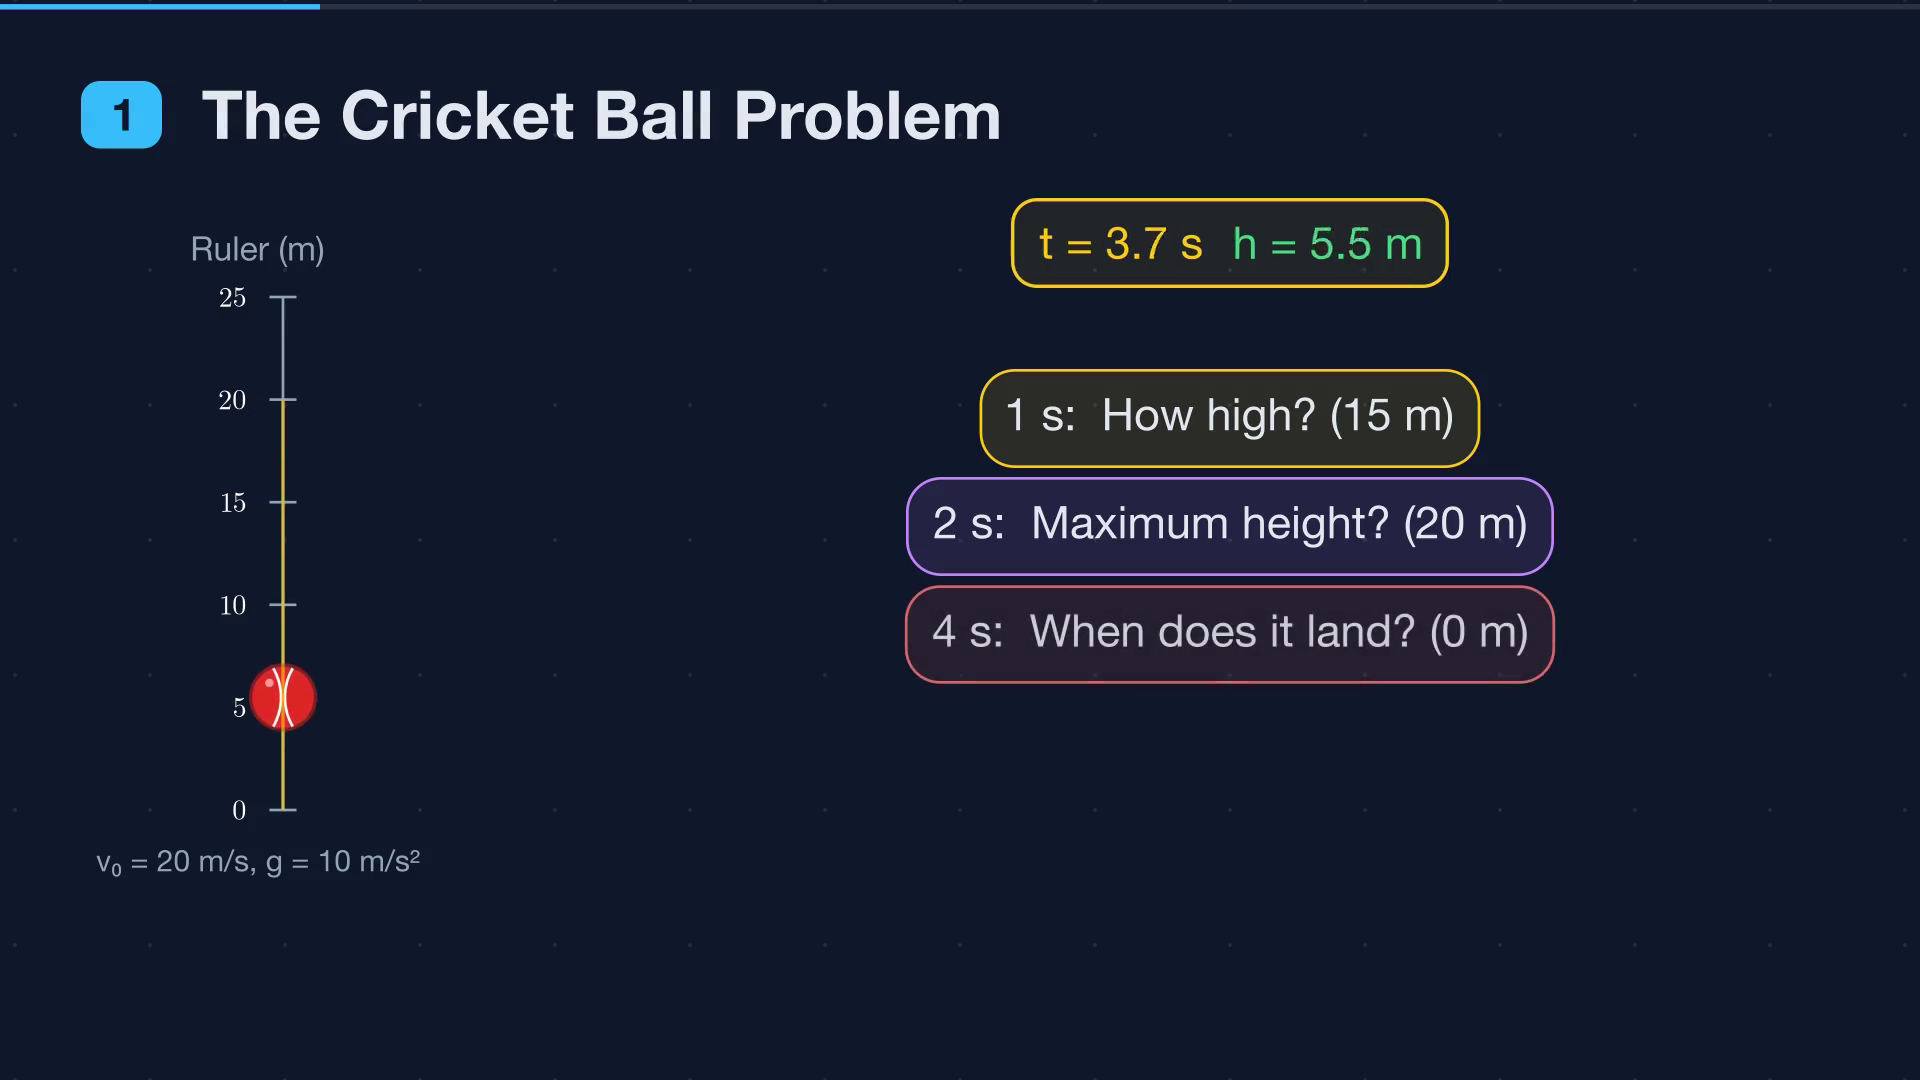 1 The Cricket Ball Problem
t = 3.7 s h = 5.5 m
Ruler (m)
25
20
15
10
5
0
1 s: How high? (15 m)
2 s: Maximum height? (20 m)
4 s: When does it land? (0 m)
v₀ = 20 m/s, g = 10 m/s²